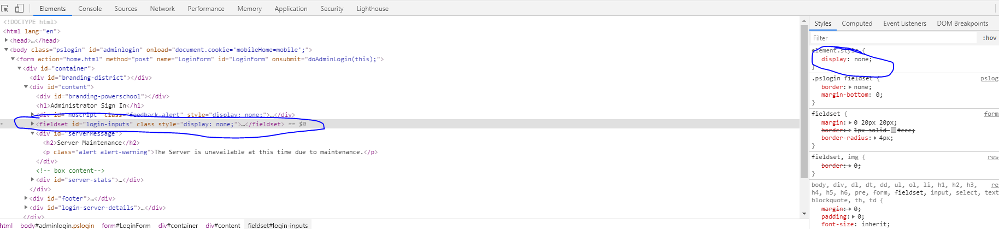 Elements Console Sources Network Performance Memory Application Security Lighthouse
<!DOCTYPE html>
<html lang="en">
<head>…</head>
<body class="pslogin" id="adminlogin" onload="document.cookie='mobileHome=mobile';">
<form action="home.html" method="post" name="LoginForm" id="LoginForm" onsubmit="doAdminLogin(this);">
<div id="container">
<div id="branding-district"></div>
<div id="content">
<div id="branding-powerschool"></div>
<h1>Administrator Sign In</h1>
<div id="noscript" class="feedback-alert" style="display: none;">…</div>
<fieldset id="login-inputs" class style="display: none;">…</fieldset> == $0
<div id="serverMessage">
<h2>Server Maintenance</h2>
<p class="alert alert-warning">The Server is unavailable at this time due to maintenance.</p>
</div>
<!-- box content-->
<div id="server-stats">…</div>
</div>
<div id="footer">…</div>
<div id="login-server-details">…</div>
</div>
html body#adminlogin.pslogin form#LoginForm div#container div#content fieldset#login-inputs
Styles Computed Event Listeners DOM Breakpoints
Filter :hov
element.style {
display: none;
}
.pslogin fieldset { pslog
border: none;
margin-bottom: 0;
}
fieldset { form
margin: 0 20px 20px;
border: 1px solid #ccc;
border-radius: 4px;
}
fieldset, img { res
border: 0;
}
body, div, dl, dt, dd, ul, ol, li, h1, h2, h3, re
h4, h5, h6, pre, form, fieldset, input, select, text
blockquote, th, td {
margin: 0;
padding: 0;
font-size: inherit;